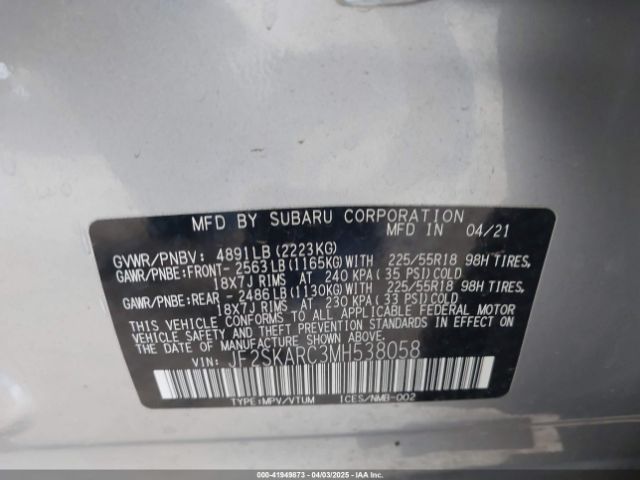 MFD BY SUBARU CORPORATION
MFD IN 04/21
GVWR/PNBV: 4891LB (2223KG)
GAWR/PNBE:FRONT- 2563LB(1165KG)WITH 225/55R18 98H TIRES,
18X7J RIMS AT 240 KPA (35 PSI)COLD
GAWR/PNBE:REAR - 2486LB(1130KG)WITH 225/55R18 98H TIRES,
18X7J RIMS AT 230 KPA (33 PSI)COLD
THIS VEHICLE CONFORMS TO ALL APPLICABLE FEDERAL MOTOR
VEHICLE SAFETY AND THEFT PREVENTION STANDARDS IN EFFECT ON
THE DATE OF MANUFACTURE SHOWN ABOVE.
VIN: JF2SKARC3MH538058
TYPE:MPV/VTUM ICES/NMB-002
000-41949873 - 04/03/2025 - IAAI.COM